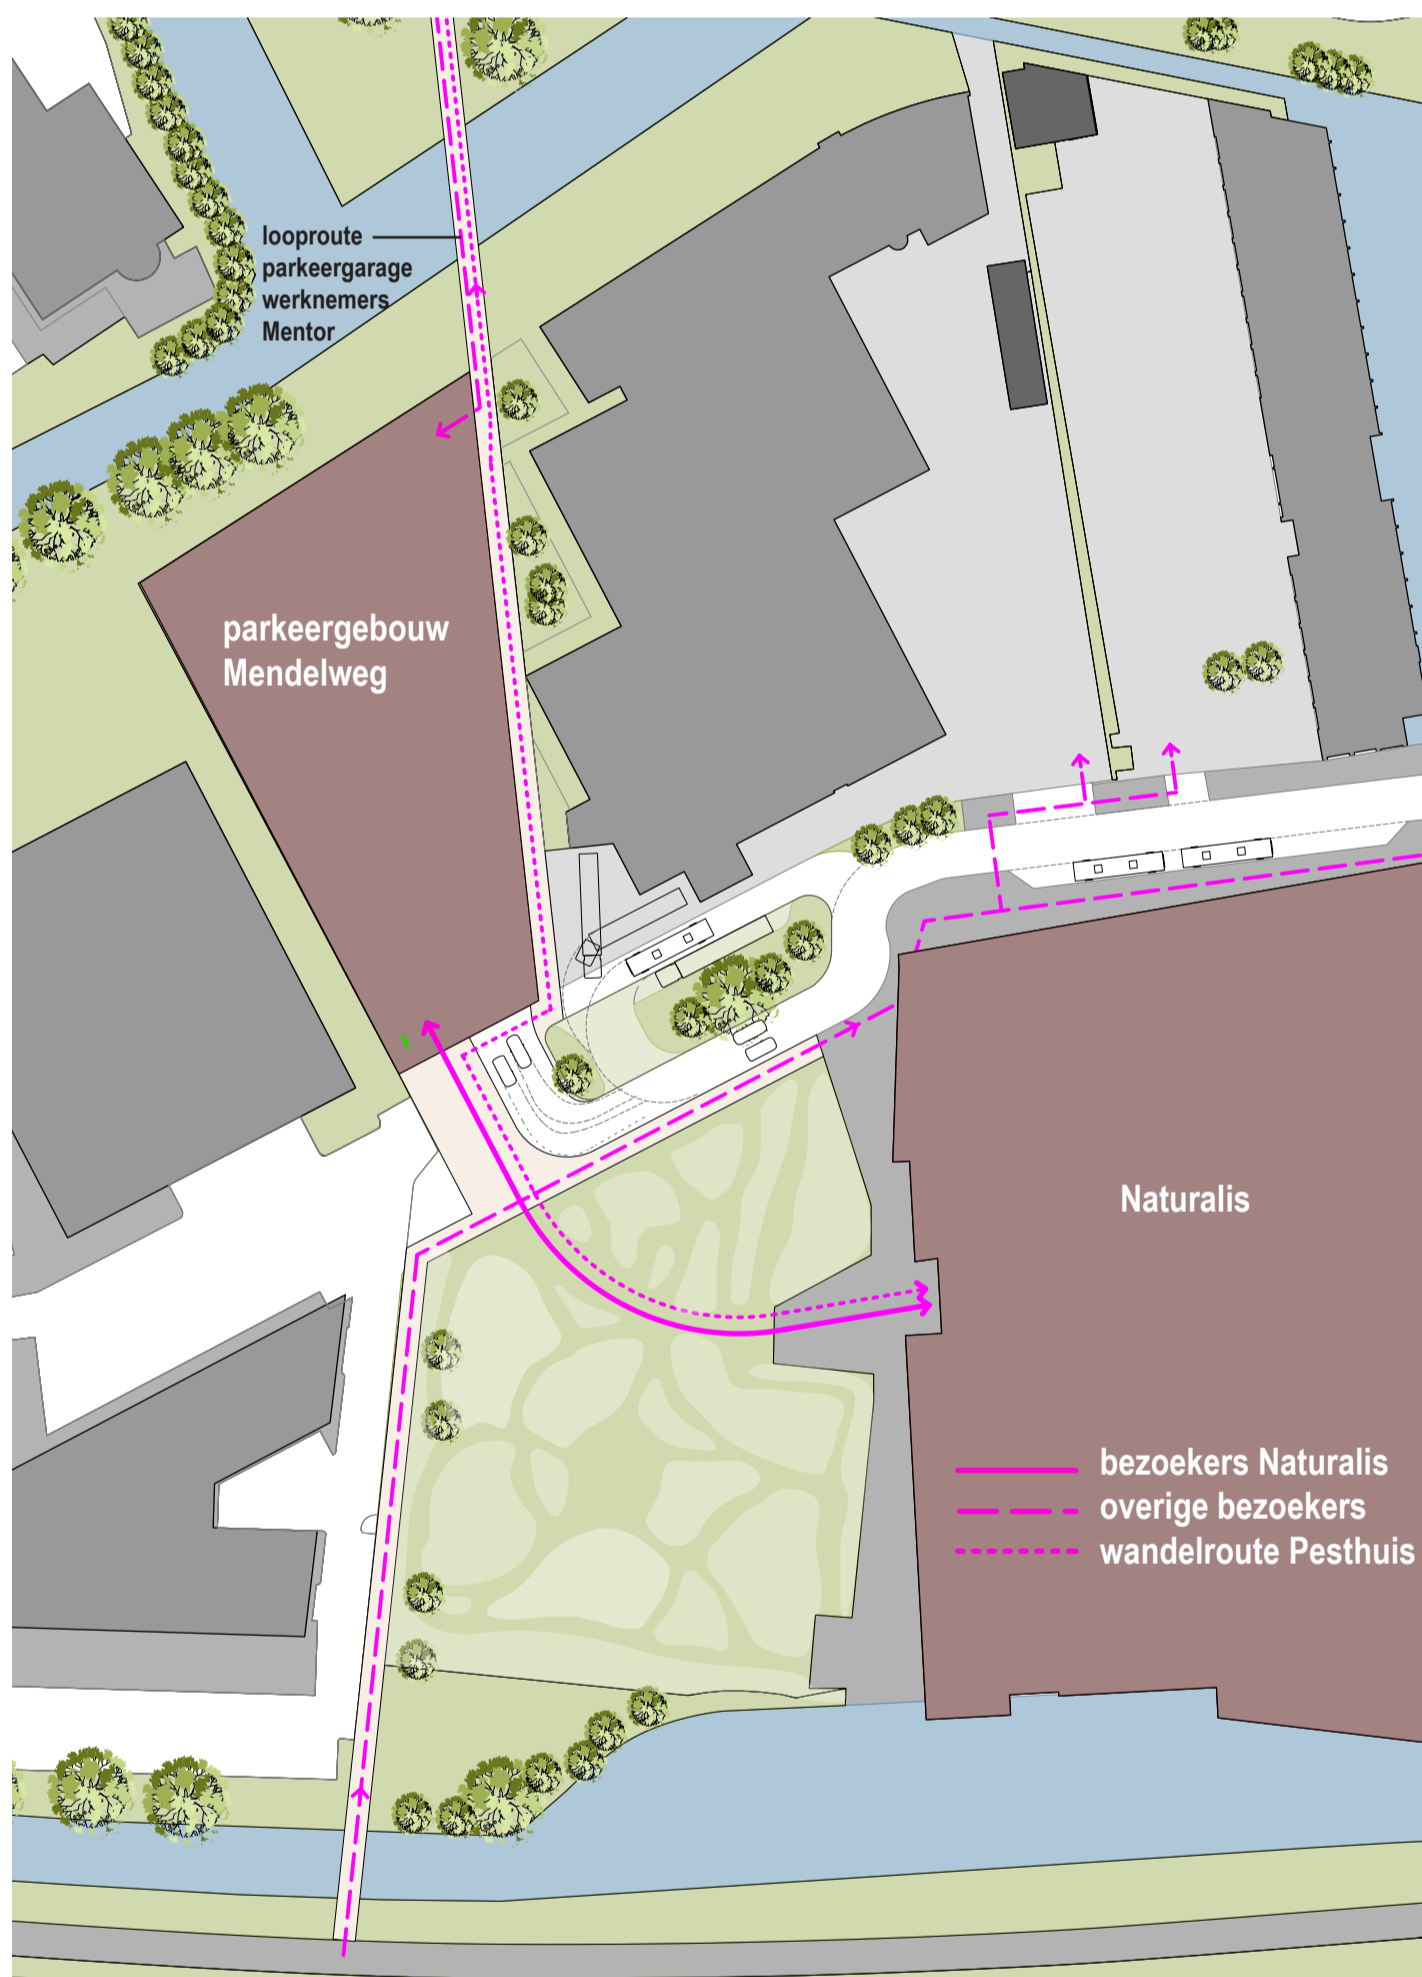 looproute
parkeergarage
werknemers
Mentor
parkeergebouw
Mendelweg
Naturalis
bezoekers Naturalis
overige bezoekers
wandelroute Pesthuis